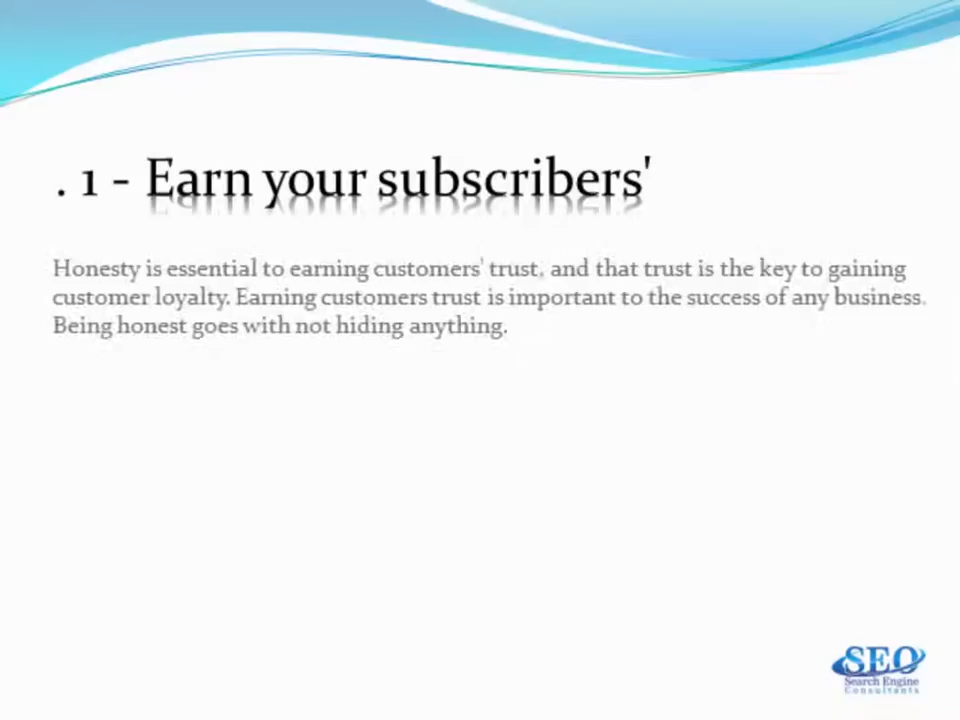 . 1 - Earn your subscribers'
Honesty is essential to earning customers' trust, and that trust is the key to gaining
customer loyalty. Earning customers trust is important to the success of any business.
Being honest goes with not hiding anything.
SEO
Search Engine
Consultants